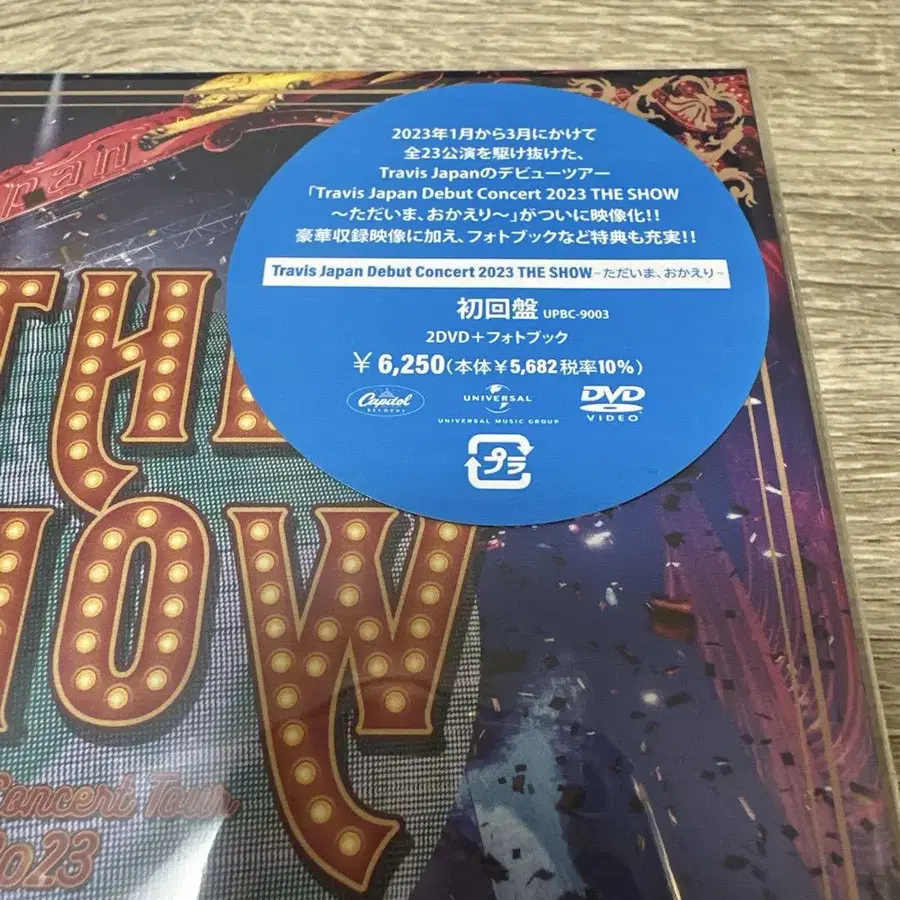 2023年1月から3月にかけて
全23公演を駆け抜けた、
Travis Japanのデビューツアー
「Travis Japan Debut Concert 2023 THE SHOW
～ただいま、おかえり～」がついに映像化!!
豪華収録映像に加え、フォトブックなど特典も充実!!
Travis Japan Debut Concert 2023 THE SHOW～ただいま、おかえり～
初回盤 UPBC-9003
2DVD＋フォトブック
￥6,250(本体￥5,682税率10%)
Capitol
RECORDS
UNIVERSAL
UNIVERSAL MUSIC GROUP
DVD
VIDEO
プラ
THE
HOW
Concert Tour
2023